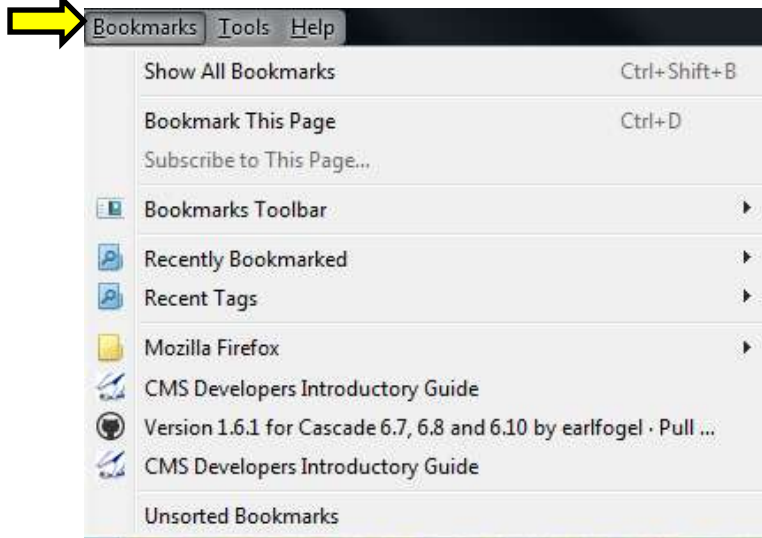 Bookmarks Tools Help
Show All Bookmarks Ctrl+Shift+B
Bookmark This Page Ctrl+D
Subscribe to This Page...
Bookmarks Toolbar
Recently Bookmarked
Recent Tags
Mozilla Firefox
CMS Developers Introductory Guide
Version 1.6.1 for Cascade 6.7, 6.8 and 6.10 by earlfogel · Pull ...
CMS Developers Introductory Guide
Unsorted Bookmarks